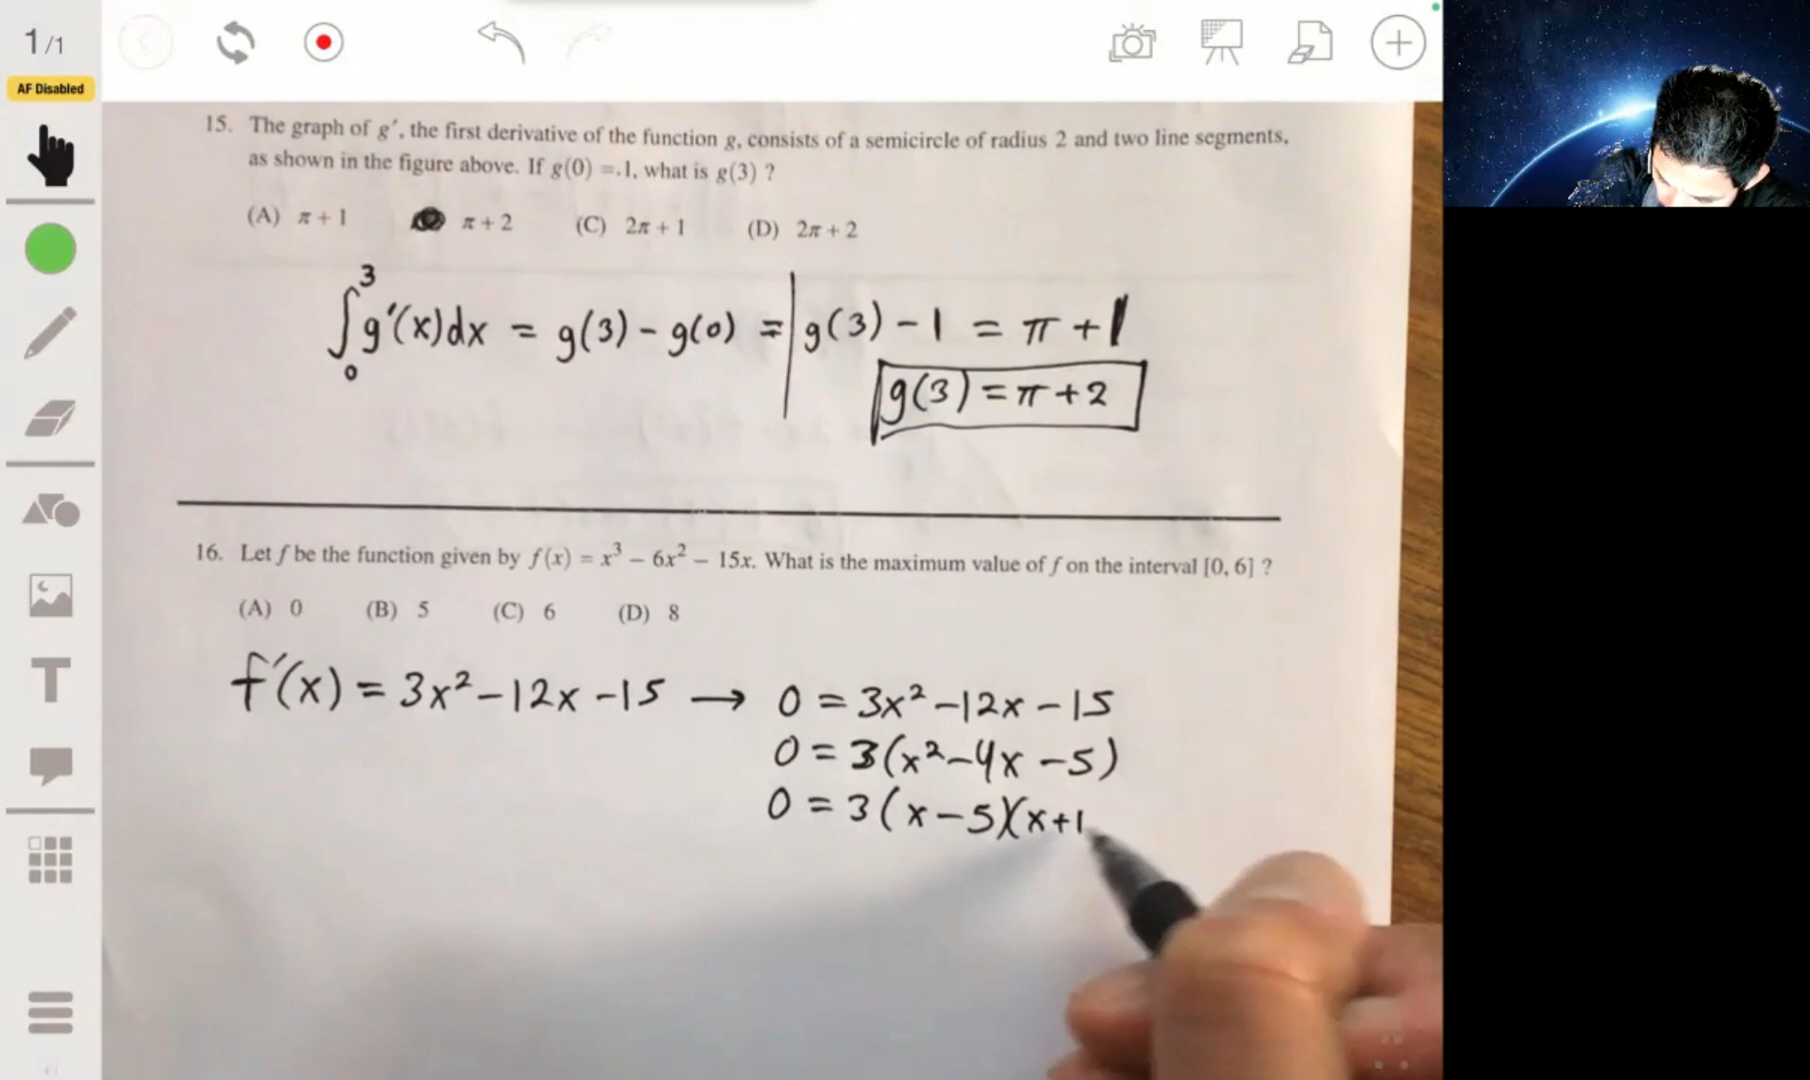 1/1
AF Disabled
15. The graph of g′, the first derivative of the function g, consists of a semicircle of radius 2 and two line segments,
as shown in the figure above. If g(0) = 1, what is g(3) ?
(A) π + 1 π + 2 (C) 2π + 1 (D) 2π + 2
∫₀³ g'(x)dx = g(3) - g(0) = g(3) - 1 = π + 1
g(3) = π + 2
16. Let f be the function given by f(x) = x³ – 6x² – 15x. What is the maximum value of f on the interval [0, 6] ?
(A) 0 (B) 5 (C) 6 (D) 8
f'(x) = 3x² - 12x - 15 → 0 = 3x² - 12x - 15
0 = 3(x² - 4x - 5)
0 = 3(x - 5)(x + 1
T